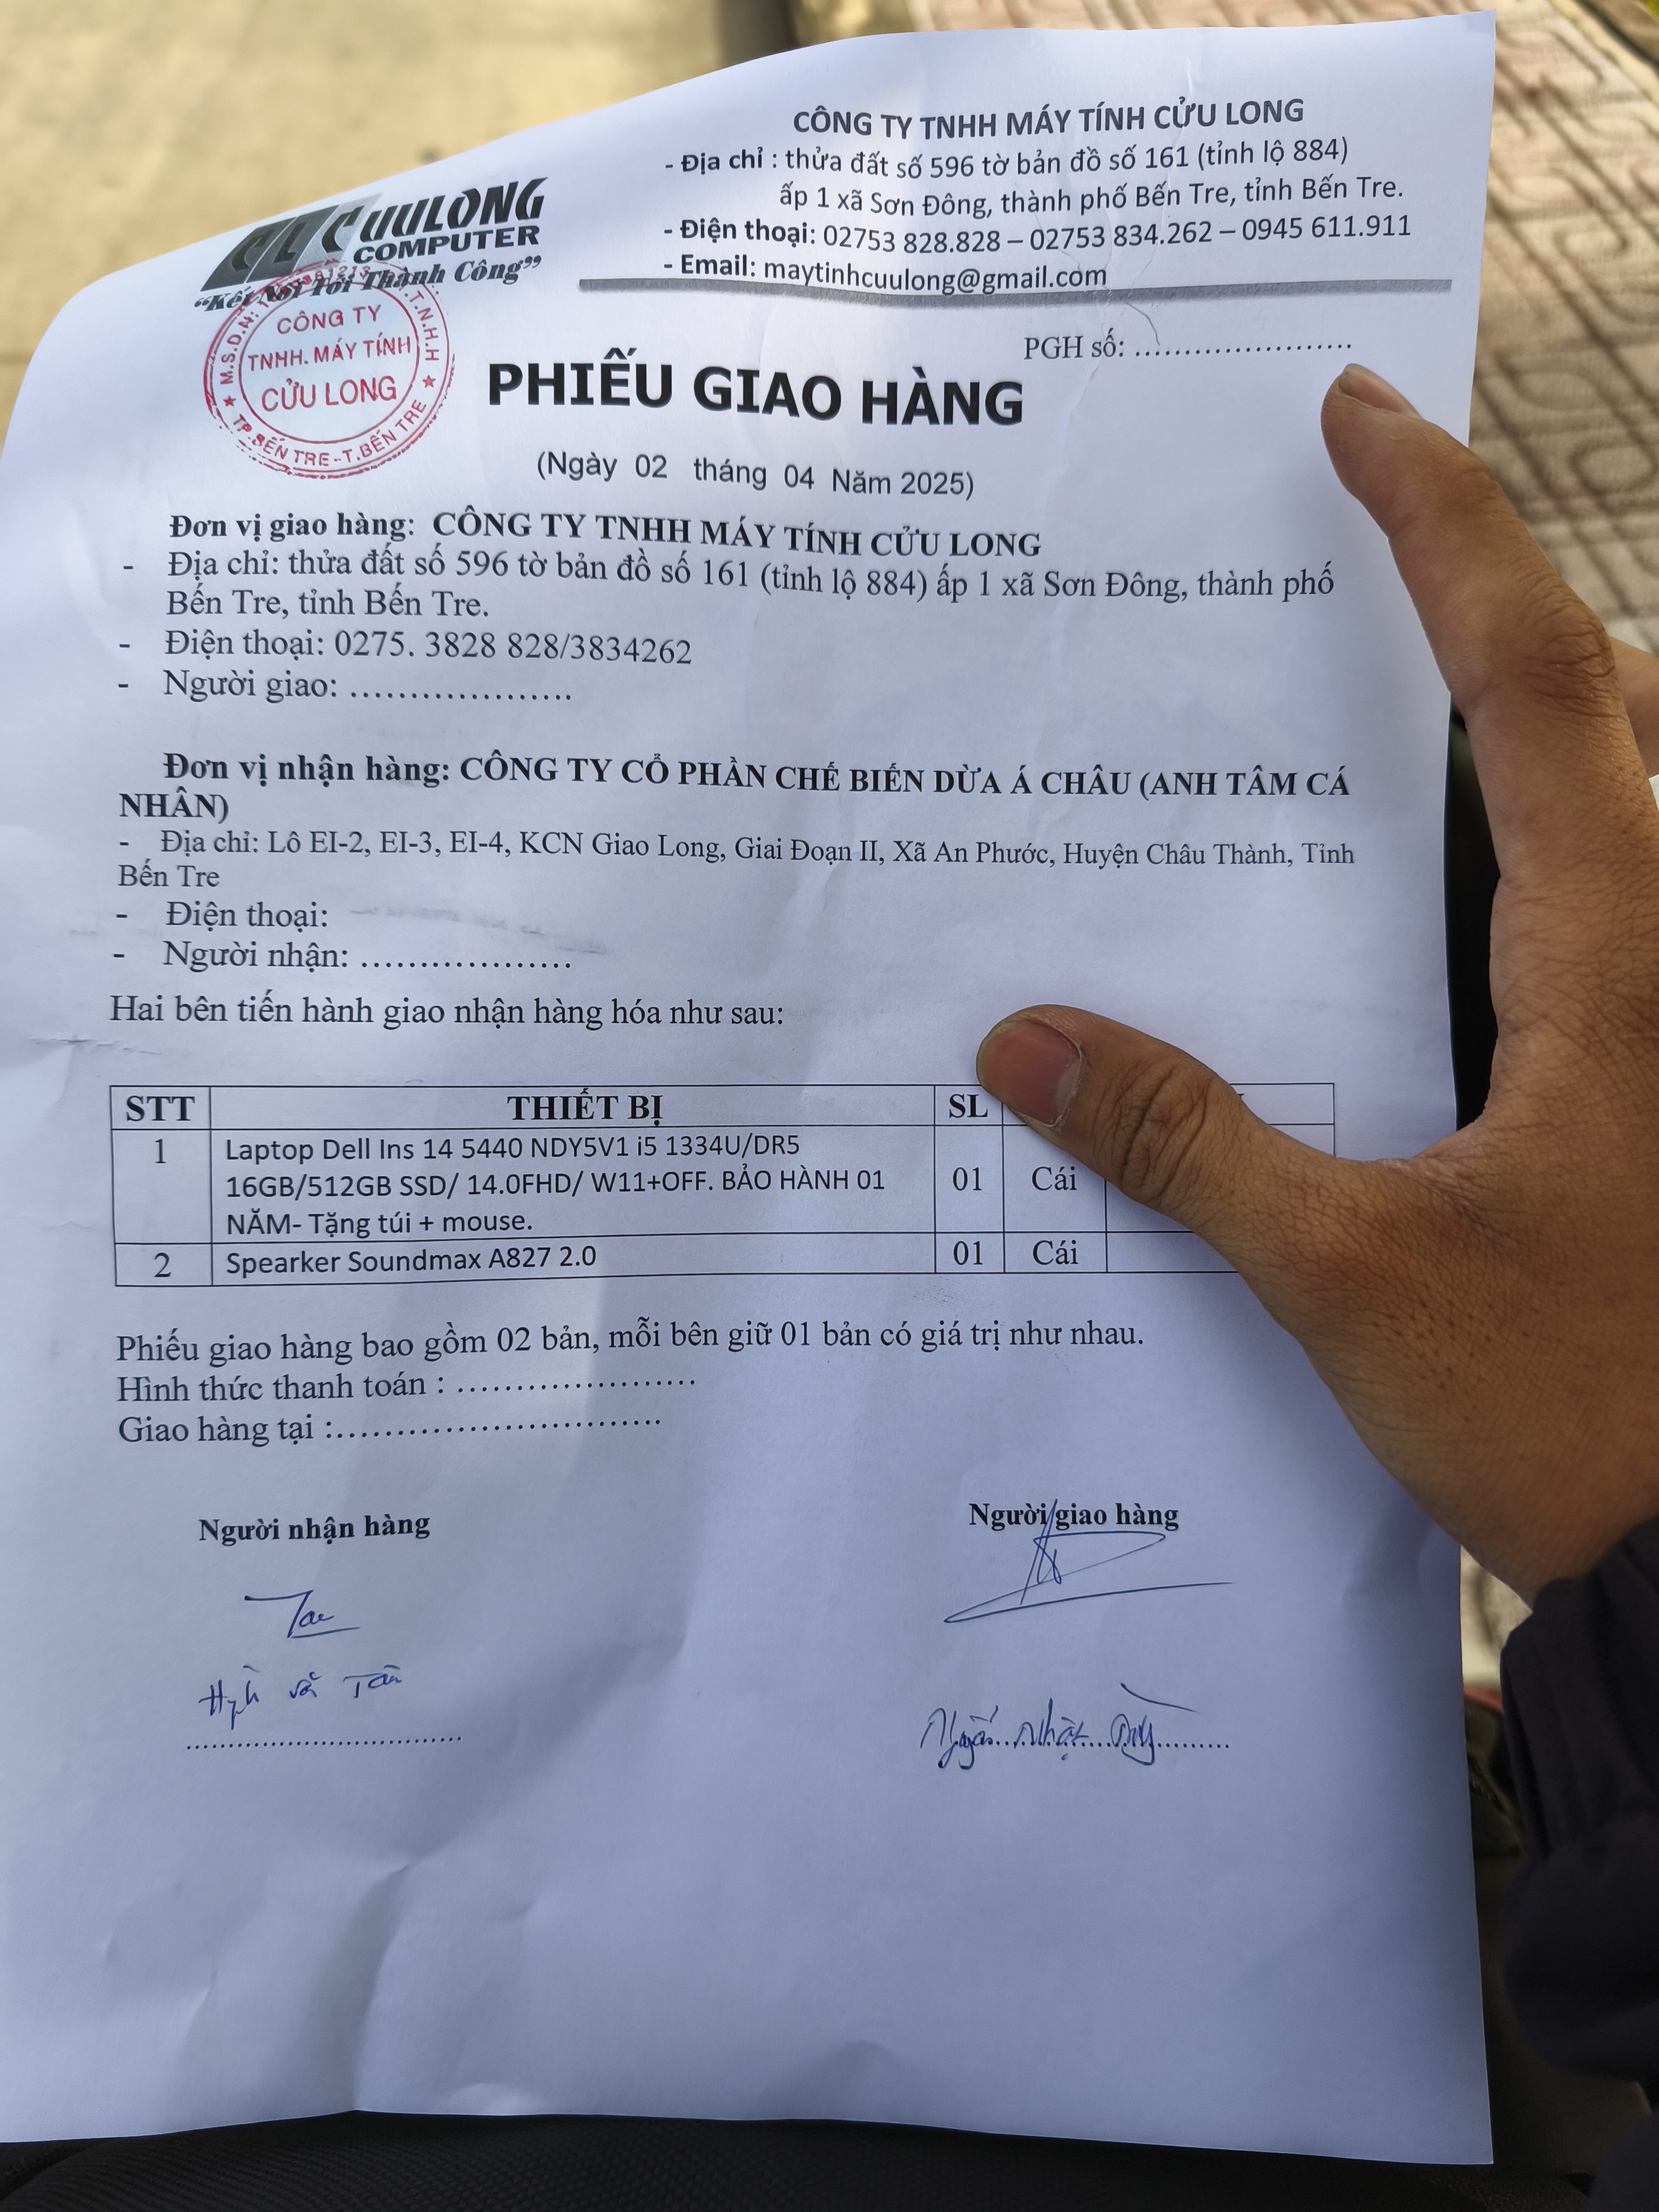 CUULONG
COMPUTER
“Kết Nối Tới Thành Công”
CÔNG TY TNHH MÁY TÍNH CỬU LONG
- Địa chỉ : thửa đất số 596 tờ bản đồ số 161 (tỉnh lộ 884)
ấp 1 xã Sơn Đông, thành phố Bến Tre, tỉnh Bến Tre.
- Điện thoại: 02753 828.828 – 02753 834.262 – 0945 611.911
- Email: maytinhcuulong@gmail.com
M.S.D.N:
T.N.H.H
CÔNG TY
TNHH. MÁY TÍNH
CỬU LONG
TP.BẾN TRE-T.BẾN TRE
PGH số: ......................
PHIẾU GIAO HÀNG
(Ngày 02 tháng 04 Năm 2025)
Đơn vị giao hàng: CÔNG TY TNHH MÁY TÍNH CỬU LONG
- Địa chỉ: thửa đất số 596 tờ bản đồ số 161 (tỉnh lộ 884) ấp 1 xã Sơn Đông, thành phố
Bến Tre, tỉnh Bến Tre.
- Điện thoại: 0275. 3828 828/3834262
- Người giao: ....................
Đơn vị nhận hàng: CÔNG TY CỔ PHẦN CHẾ BIẾN DỪA Á CHÂU (ANH TÂM CÁ
NHÂN)
- Địa chỉ: Lô EI-2, EI-3, EI-4, KCN Giao Long, Giai Đoạn II, Xã An Phước, Huyện Châu Thành, Tỉnh
Bến Tre
- Điện thoại:
- Người nhận: ...................
Hai bên tiến hành giao nhận hàng hóa như sau:
STT THIẾT BỊ SL
1 Laptop Dell Ins 14 5440 NDY5V1 i5 1334U/DR5
16GB/512GB SSD/ 14.0FHD/ W11+OFF. BẢO HÀNH 01 01 Cái
NĂM- Tặng túi + mouse.
2 Spearker Soundmax A827 2.0 01 Cái
Phiếu giao hàng bao gồm 02 bản, mỗi bên giữ 01 bản có giá trị như nhau.
Hình thức thanh toán : ......................
Giao hàng tại :..............................
Người nhận hàng Người giao hàng